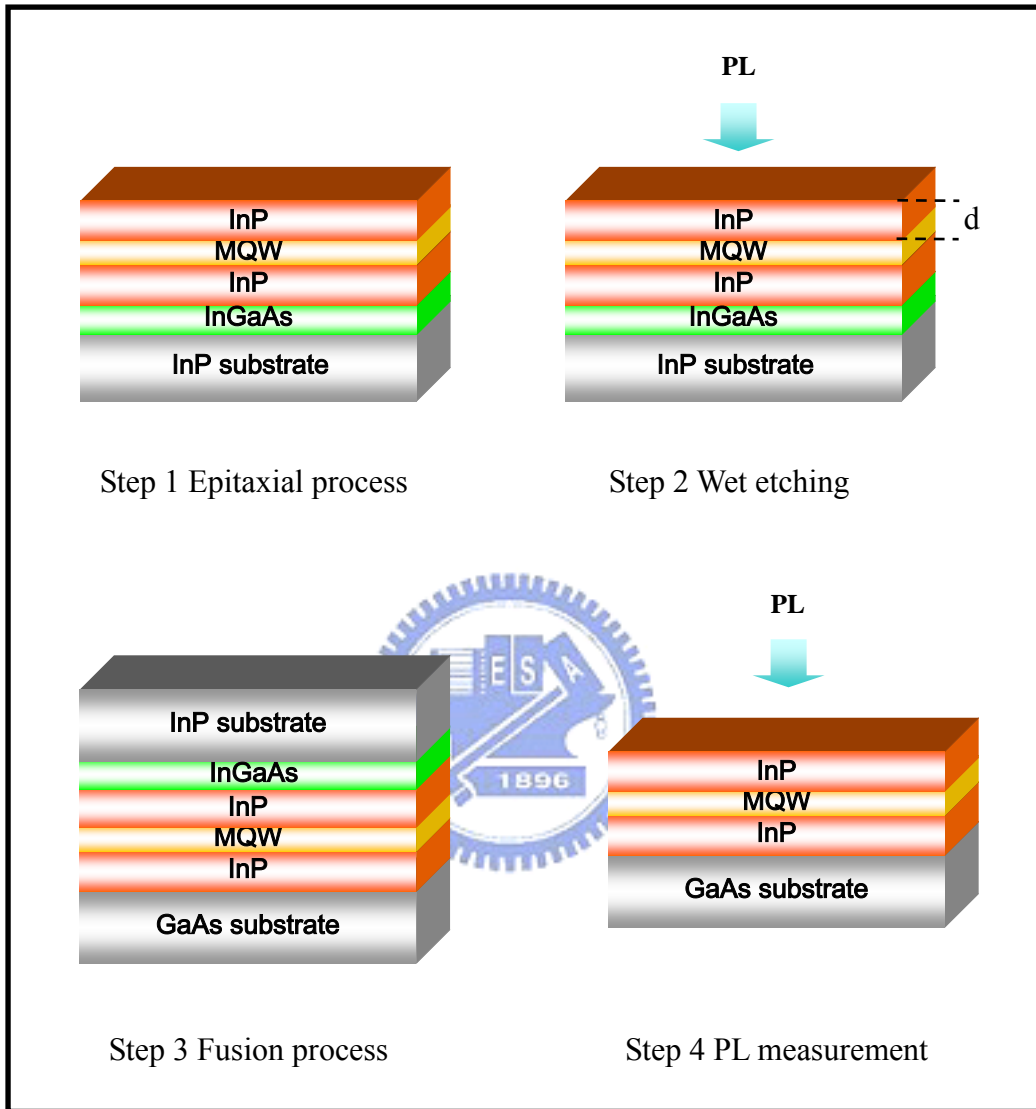 PL
InP
MQW
InP
InGaAs
InP substrate
InP
MQW
InP
InGaAs
InP substrate
d
Step 1 Epitaxial process
Step 2 Wet etching
PL
InP substrate
InGaAs
InP
MQW
InP
GaAs substrate
InP
MQW
InP
GaAs substrate
E S A
1896
Step 3 Fusion process
Step 4 PL measurement